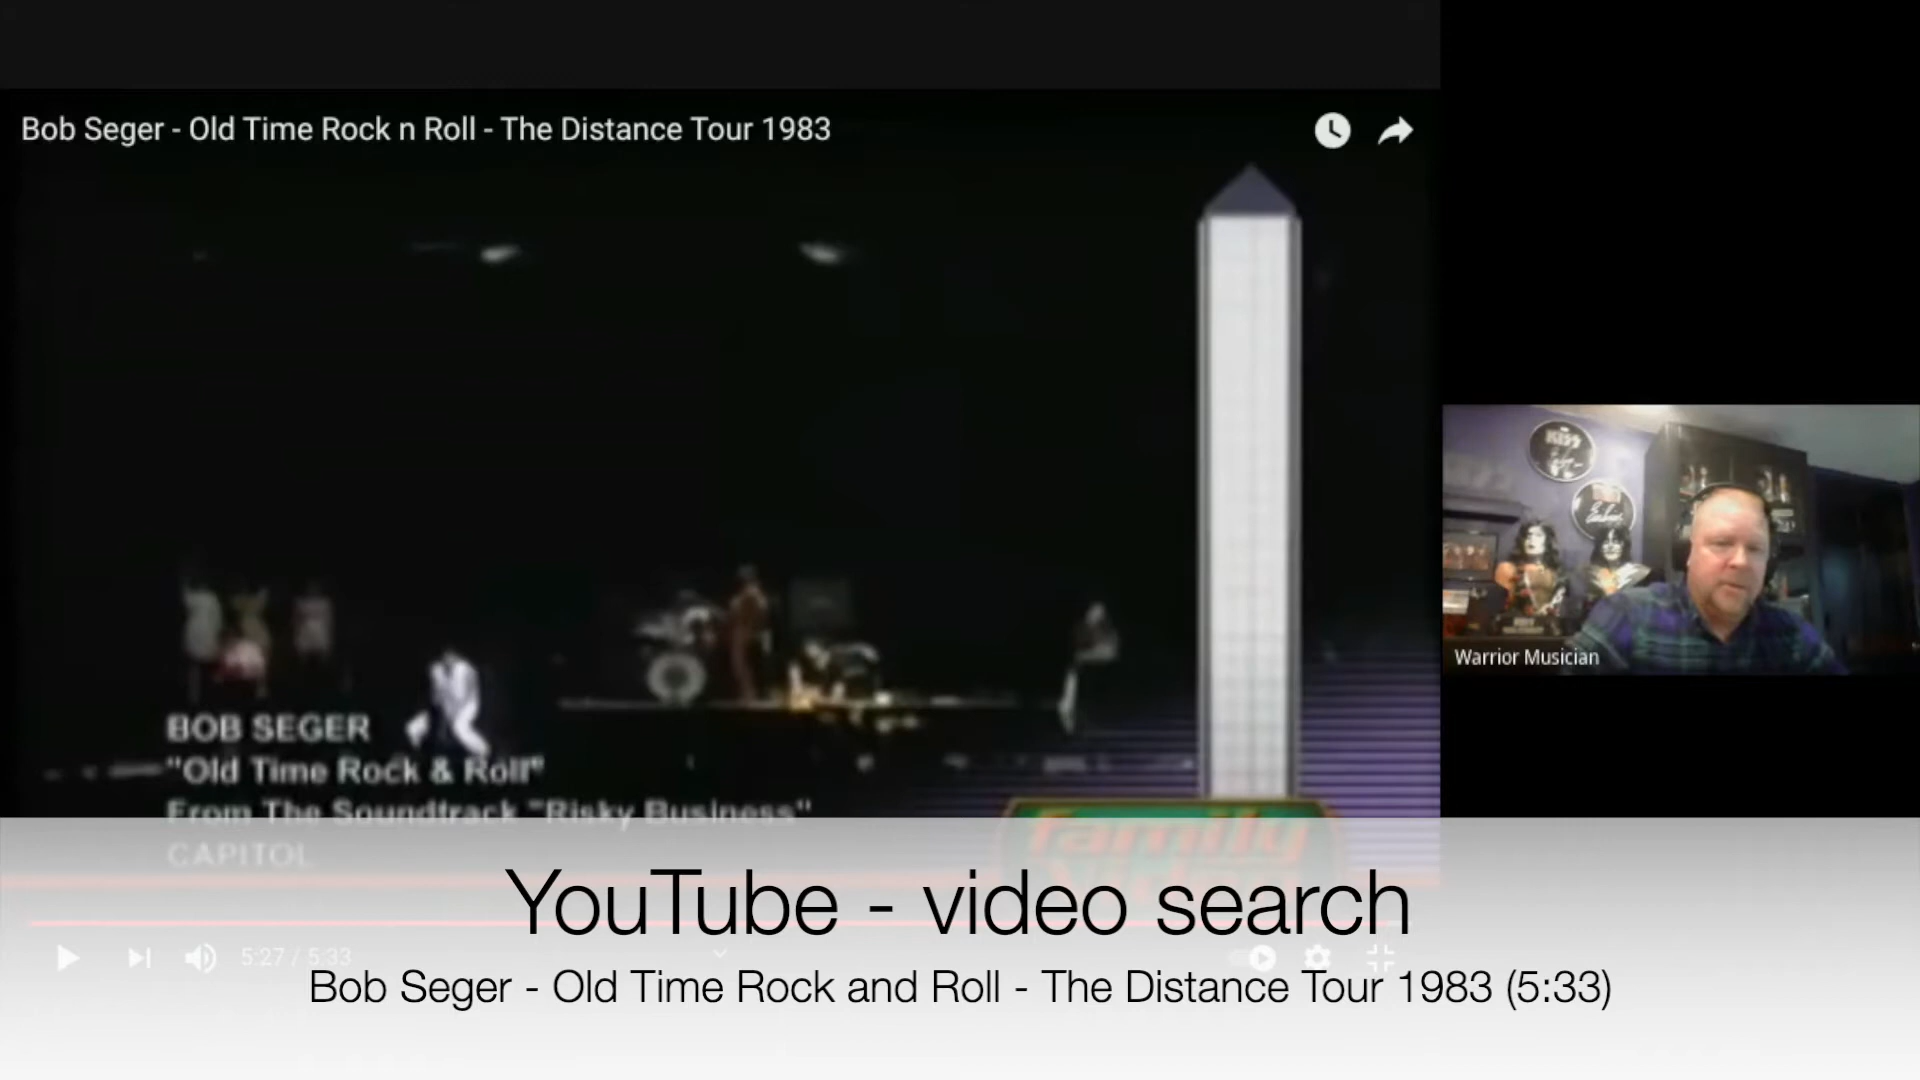 Bob Seger - Old Time Rock n Roll - The Distance Tour 1983
KISS
Warrior Musician
BOB SEGER
"Old Time Rock & Roll"
From The Soundtrack "Risky Business"
CAPITOL
family
YouTube - video search
5:27 / 5:33
Bob Seger - Old Time Rock and Roll - The Distance Tour 1983 (5:33)